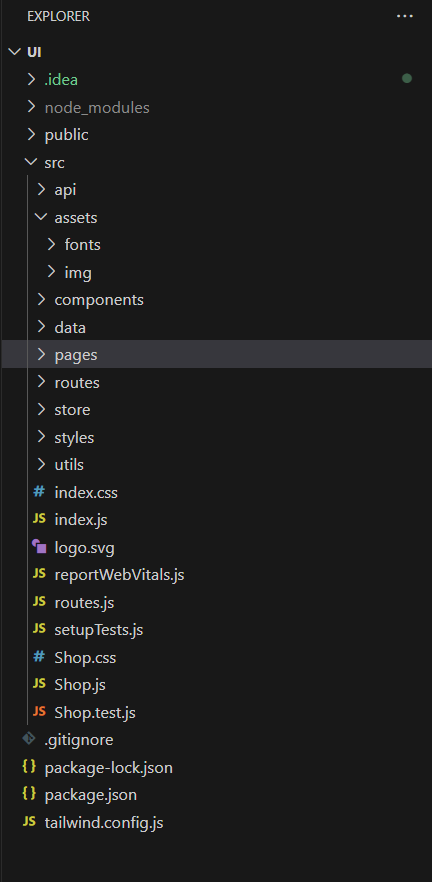 EXPLORER ...
UI
.idea
node_modules
public
src
api
assets
fonts
img
components
data
pages
routes
store
styles
utils
# index.css
JS index.js
logo.svg
JS reportWebVitals.js
JS routes.js
JS setupTests.js
# Shop.css
JS Shop.js
JS Shop.test.js
.gitignore
{} package-lock.json
{} package.json
JS tailwind.config.js